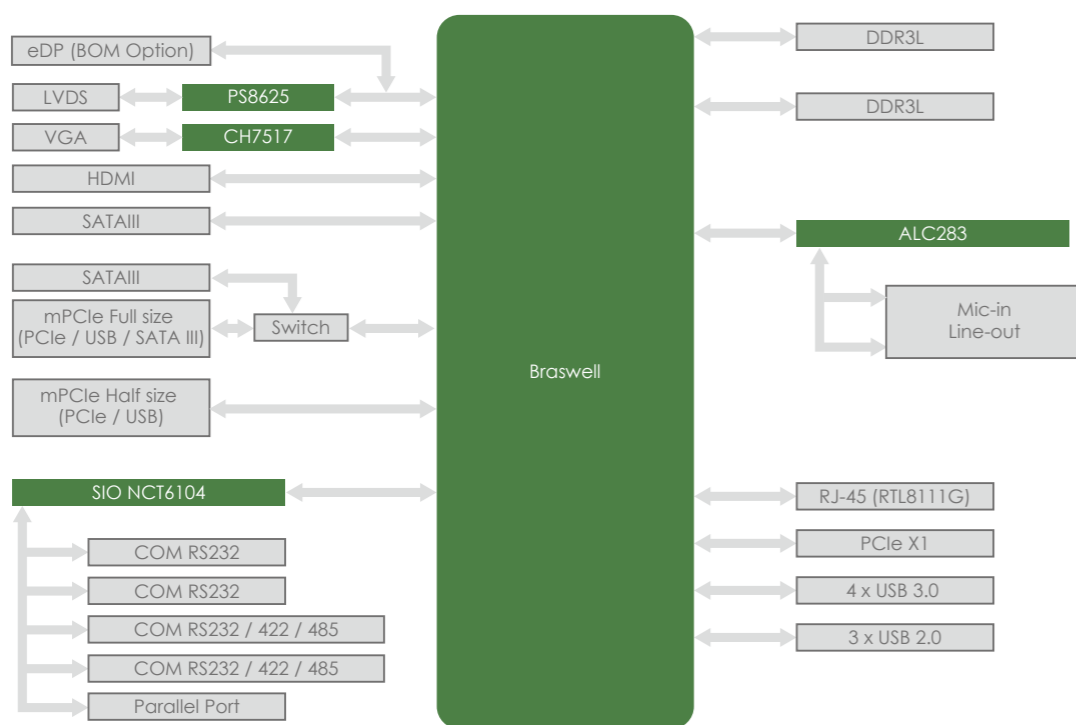 eDP (BOM Option)
LVDS
PS8625
VGA
CH7517
HDMI
SATAIII
SATAIII
mPCIe Full size
(PCIe / USB / SATA III)
Switch
mPCIe Half size
(PCIe / USB)
SIO NCT6104
COM RS232
COM RS232
COM RS232 / 422 / 485
COM RS232 / 422 / 485
Parallel Port
Braswell
DDR3L
DDR3L
ALC283
Mic-in
Line-out
RJ-45 (RTL8111G)
PCIe X1
4 x USB 3.0
3 x USB 2.0